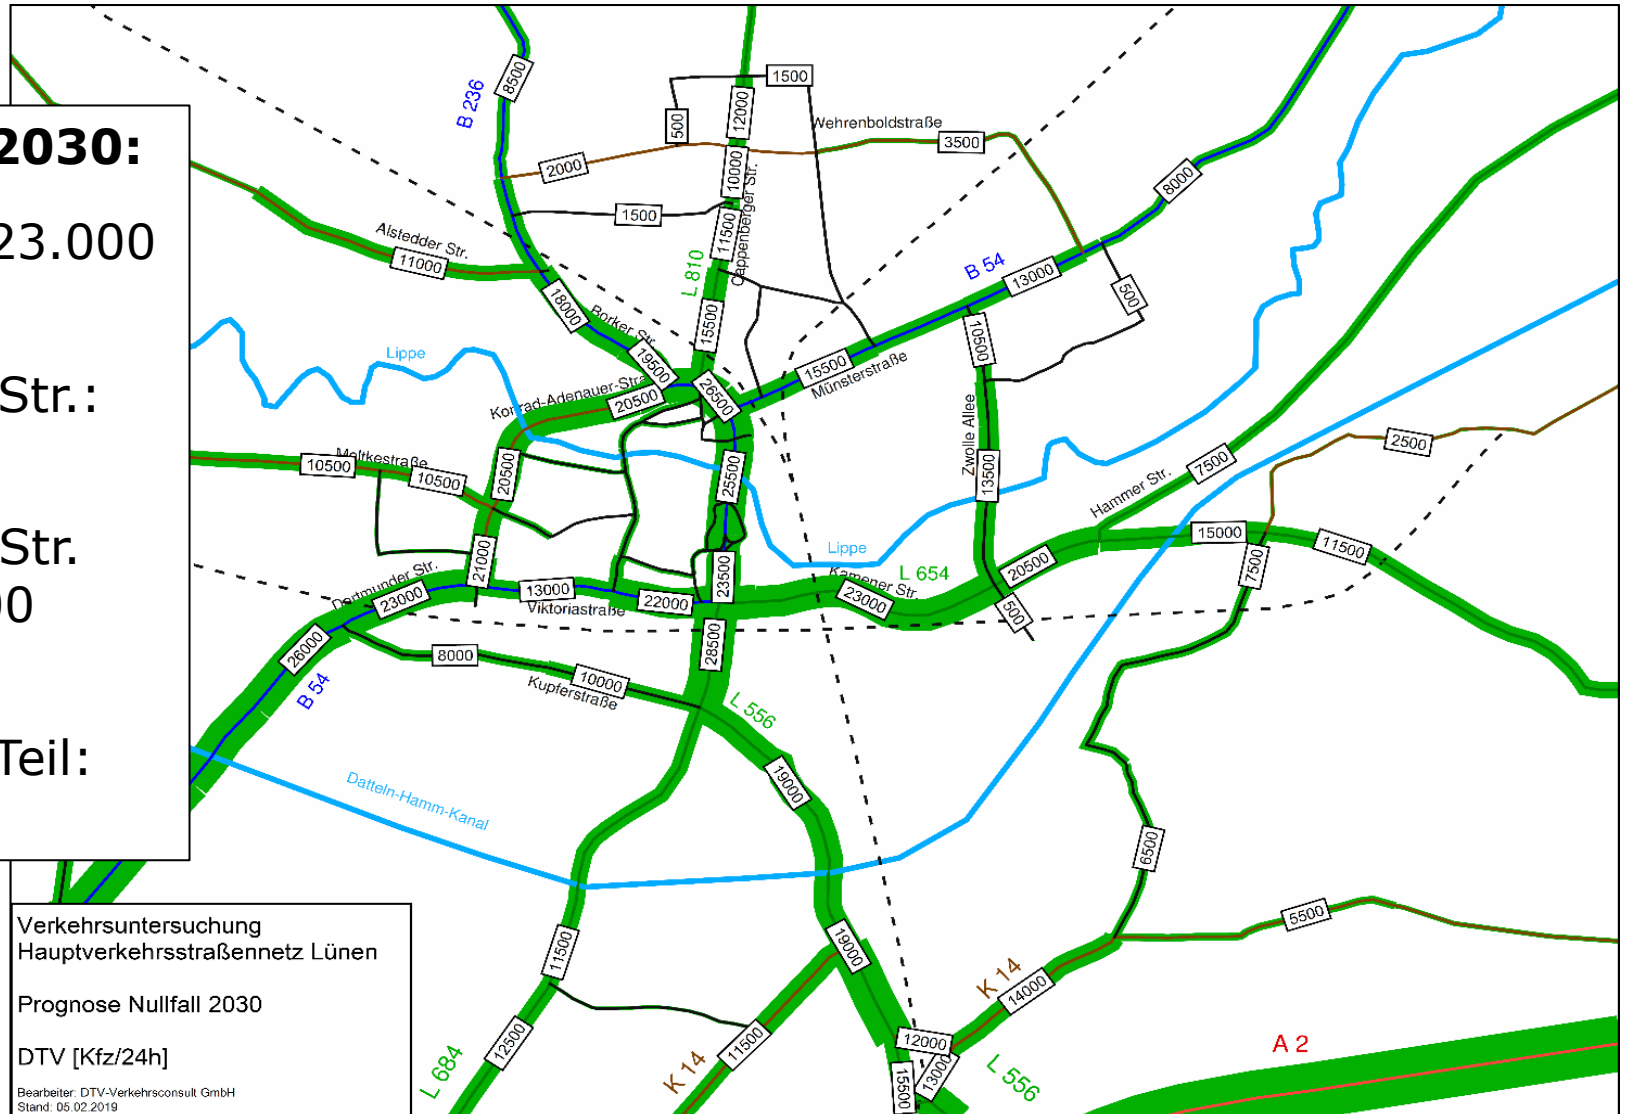 8500
B 236
1500
500
12000
Wehrenboldstraße
3500
2000
10000
Cappenberger Str.
1500
11500
8000
2030:
23.000
Str.:
Str.
00
Teil:
Alstedder Str.
11000
L 810
B 54
13000
500
18000
Borker Str.
15500
10500
Lippe
19500
15500
Münsterstraße
Konrad-Adenauer-Stra
20500
26500
Zwolle Allee
2500
Moltkestraße
10500
10500
20500
25500
13500
Hammer Str.
7500
Lippe
15000
11500
21000
Dortmunder Str.
23000
13000
Viktoriastraße
22000
23500
Kamener Str.
23000
L 654
20500
7500
500
26000
B 54
8000
10000
Kupferstraße
28500
L 556
19000
Datteln-Hamm-Kanal
6500
5500
11500
19000
K 14
14000
12000
13000
15500
L 556
A 2
12500
L 684
11500
K 14
Verkehrsuntersuchung
Hauptverkehrsstraßennetz Lünen
Prognose Nullfall 2030
DTV [Kfz/24h]
Bearbeiter: DTV-Verkehrsconsult GmbH
Stand: 05.02.2019